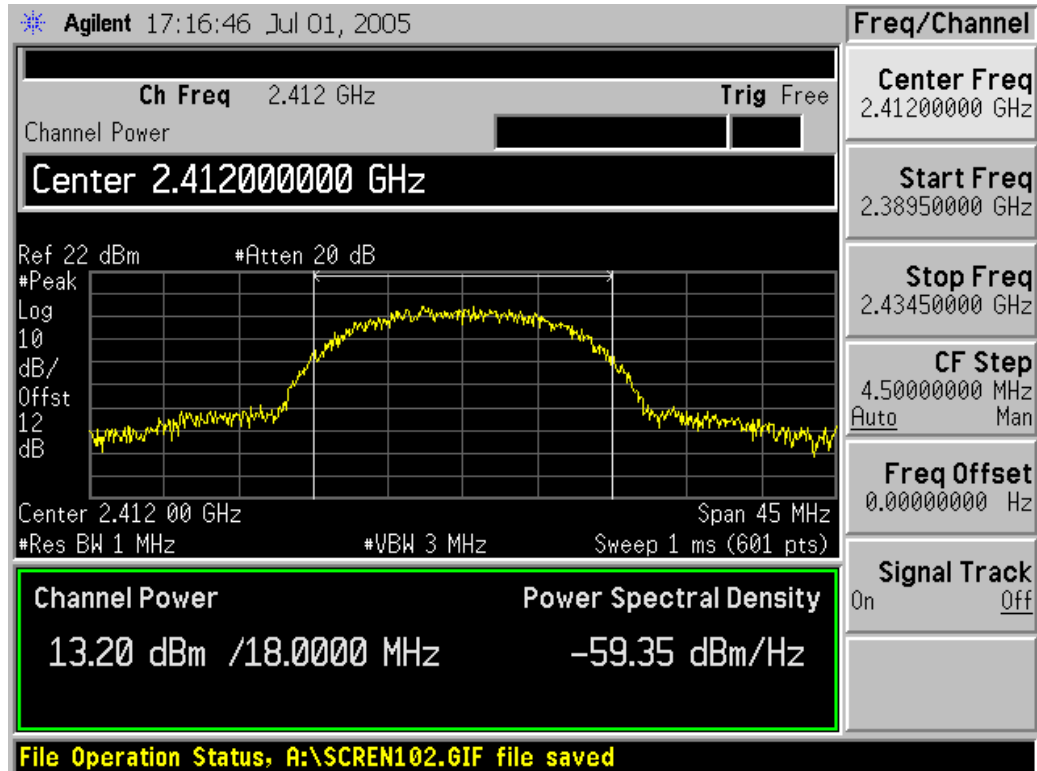 Agilent 17:16:46 Jul 01, 2005
Freq/Channel
Ch Freq 2.412 GHz Trig Free
Channel Power
Center 2.412000000 GHz
Ref 22 dBm #Atten 20 dB
#Peak
Log
10
dB/
Offst
12
dB
Center 2.412 00 GHz Span 45 MHz
#Res BW 1 MHz #VBW 3 MHz Sweep 1 ms (601 pts)
Channel Power Power Spectral Density
13.20 dBm /18.0000 MHz -59.35 dBm/Hz
Center Freq
2.41200000 GHz
Start Freq
2.38950000 GHz
Stop Freq
2.43450000 GHz
CF Step
4.50000000 MHz
Auto Man
Freq Offset
0.00000000 Hz
Signal Track
On Off
File Operation Status, A:\SCREN102.GIF file saved